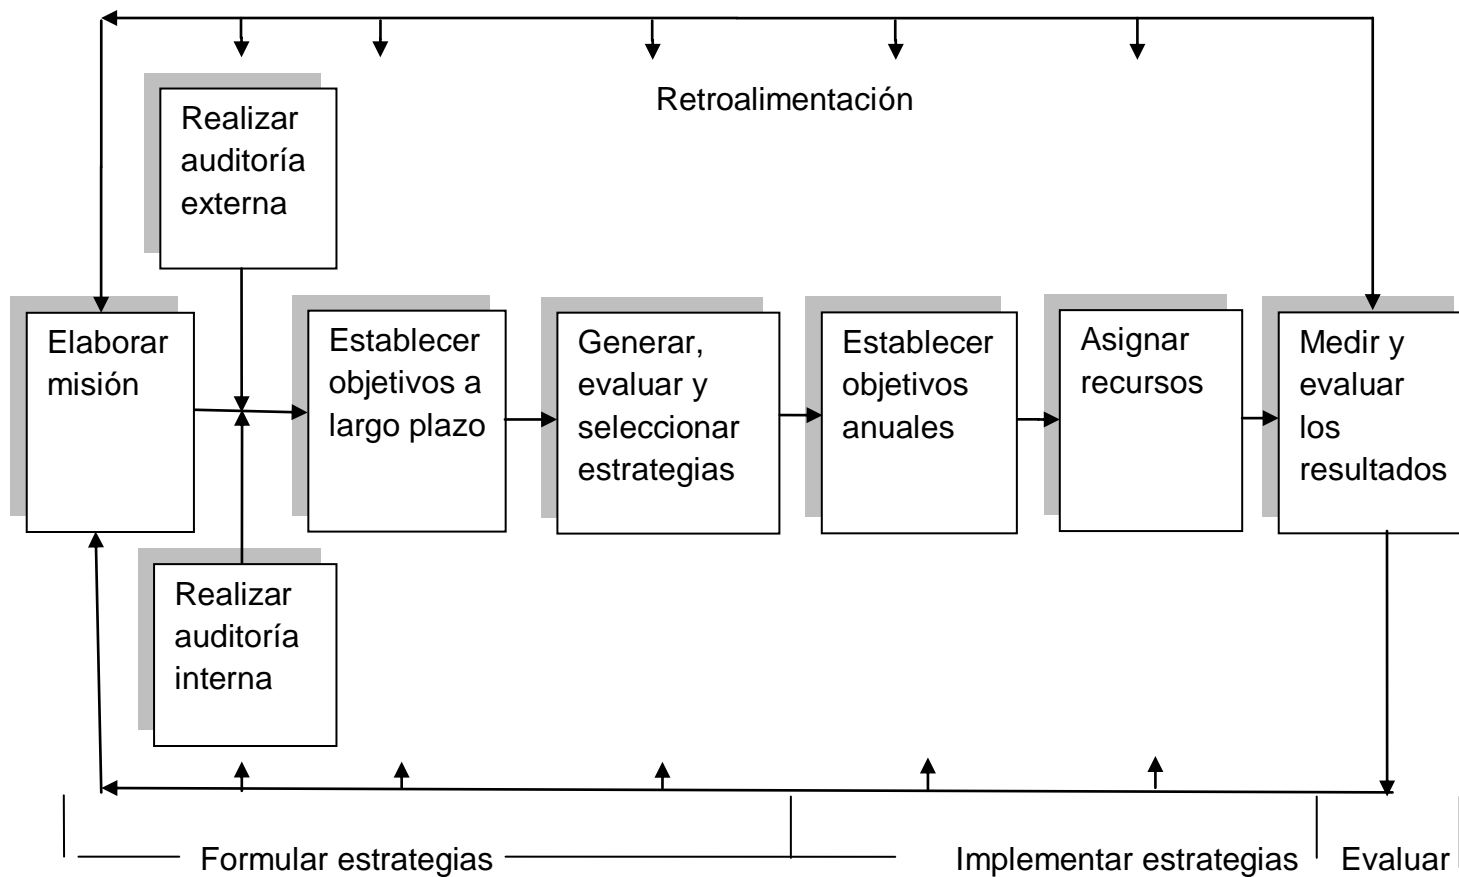 Retroalimentación
Realizar
auditoría
externa
Elaborar
misión
Establecer
objetivos a
largo plazo
Generar,
evaluar y
seleccionar
estrategias
Establecer
objetivos
anuales
Asignar
recursos
Medir y
evaluar
los
resultados
Realizar
auditoría
interna
Formular estrategias
Implementar estrategias
Evaluar